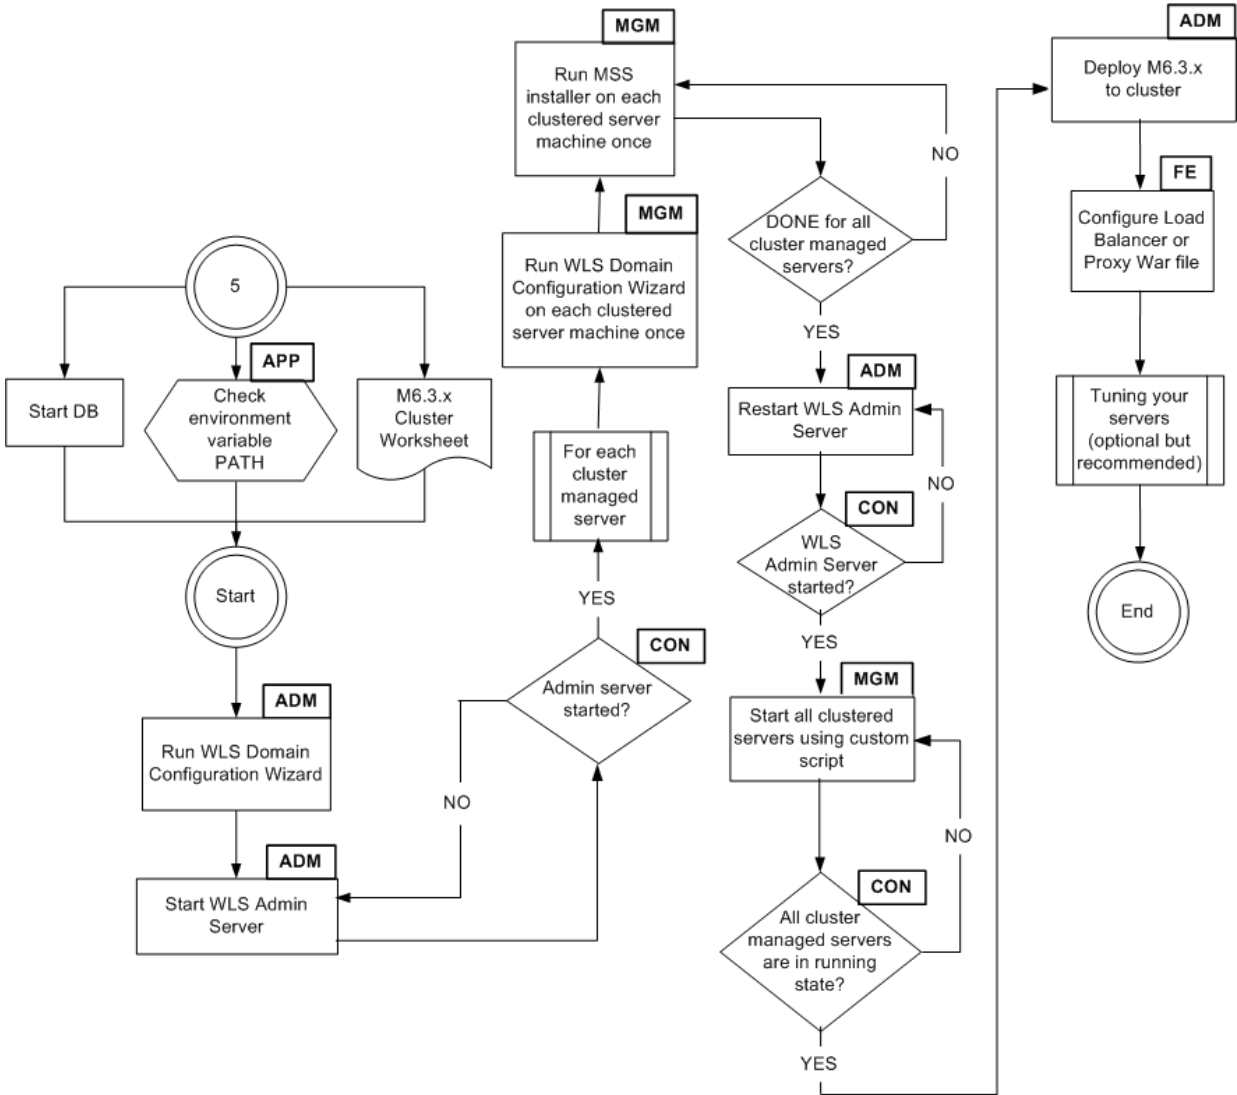 5
Start DB
APP
Check
environment
variable
PATH
M6.3.x
Cluster
Worksheet
Start
ADM
Run WLS Domain
Configuration Wizard
ADM
Start WLS Admin
Server
CON
Admin server
started?
NO
YES
For each
cluster
managed
server
MGM
Run WLS Domain
Configuration Wizard
on each clustered
server machine once
MGM
Run MSS
installer on each
clustered server
machine once
DONE for all
cluster managed
servers?
NO
YES
ADM
Restart WLS Admin
Server
CON
WLS
Admin Server
started?
NO
YES
MGM
Start all clustered
servers using custom
script
CON
All cluster
managed servers
are in running
state?
NO
YES
ADM
Deploy M6.3.x
to cluster
FE
Configure Load
Balancer or
Proxy War file
Tuning your
servers
(optional but
recommended)
End